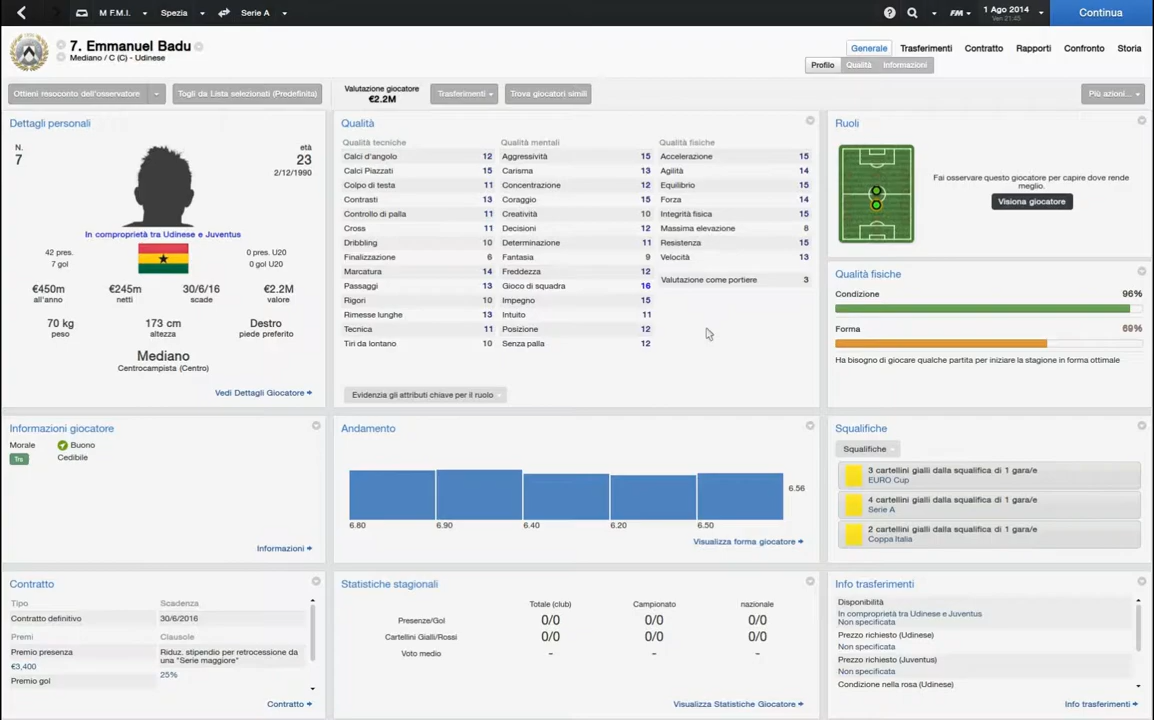 M F.M.I. Spezia Serie A FM 1 Ago 2014 Continua
Ven 21:45
7. Emmanuel Badu
Mediano / C (C) - Udinese
Generale Trasferimenti Contratto Rapporti Confronto Storia
Profilo Qualità Informazioni
Ottieni resoconto dell'osservatore Togli da Lista selezionati (Predefinita)
Valutazione giocatore
€2.2M
Trasferimenti Trova giocatori simili Più azioni...
Dettagli personali
N.
7
età
23
2/12/1990
In comproprietà tra Udinese e Juventus
42 pres.
7 gol
0 pres. U20
0 gol U20
€450m €245m 30/6/16 €2.2M
all'anno netti scade valore
70 kg 173 cm Destro
peso altezza piede preferito
Mediano
Centrocampista (Centro)
Vedi Dettagli Giocatore
Qualità
Qualità tecniche Qualità mentali Qualità fisiche
Calci d'angolo 12 Aggressività 15 Accelerazione 15
Calci Piazzati 15 Carisma 13 Agilità 14
Colpo di testa 11 Concentrazione 12 Equilibrio 15
Contrasti 13 Coraggio 15 Forza 14
Controllo di palla 11 Creatività 10 Integrità fisica 15
Cross 11 Decisioni 12 Massima elevazione 8
Dribbling 10 Determinazione 11 Resistenza 15
Finalizzazione 6 Fantasia 9 Velocità 13
Marcatura 14 Freddezza 12
Valutazione come portiere 3
Passaggi 13 Gioco di squadra 16
Rigori 10 Impegno 15
Rimesse lunghe 13 Intuito 11
Tecnica 11 Posizione 12
Tiri da lontano 10 Senza palla 12
Evidenzia gli attributi chiave per il ruolo
Ruoli
Fai osservare questo giocatore per capire dove rende
meglio.
Visiona giocatore
Qualità fisiche
Condizione 96%
Forma 69%
Ha bisogno di giocare qualche partita per iniziare la stagione in forma ottimale
Informazioni giocatore
Morale Buono
Trs Cedibile
Informazioni
Andamento
6.56
6.80 6.90 6.40 6.20 6.50
Visualizza forma giocatore
Squalifiche
Squalifiche
3 cartellini gialli dalla squalifica di 1 gara/e
EURO Cup
4 cartellini gialli dalla squalifica di 1 gara/e
Serie A
2 cartellini gialli dalla squalifica di 1 gara/e
Coppa Italia
Contratto
Tipo Scadenza
Contratto definitivo 30/6/2016
Premi Clausole
Premio presenza Riduz. stipendio per retrocessione da
una "Serie maggiore"
€3,400
25%
Premio gol
Contratto
Statistiche stagionali
Totale (club) Campionato nazionale
Presenze/Gol 0/0 0/0 0/0
Cartellini Gialli/Rossi 0/0 0/0 0/0
Voto medio - - -
Visualizza Statistiche Giocatore
Info trasferimenti
Disponibilità
In comproprietà tra Udinese e Juventus
Non specificata
Prezzo richiesto (Udinese)
Non specificata
Prezzo richiesto (Juventus)
Non specificata
Condizione nella rosa (Udinese)
Info trasferimenti